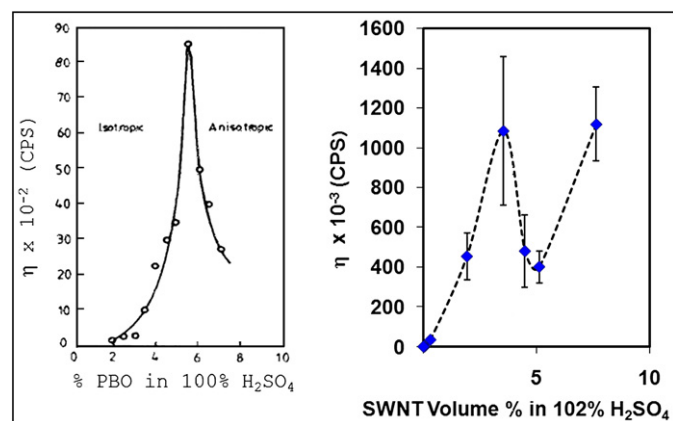 90
80
70
60
50
40
30
20
10
0
η x 10⁻² (CPS)
Isotropic
Anisotropic
0 2 4 6 8 10
% PBO in 100% H₂SO₄
1600
1400
1200
1000
800
600
400
200
0
η x 10⁻³ (CPS)
0 5 10
SWNT Volume % in 102% H₂SO₄